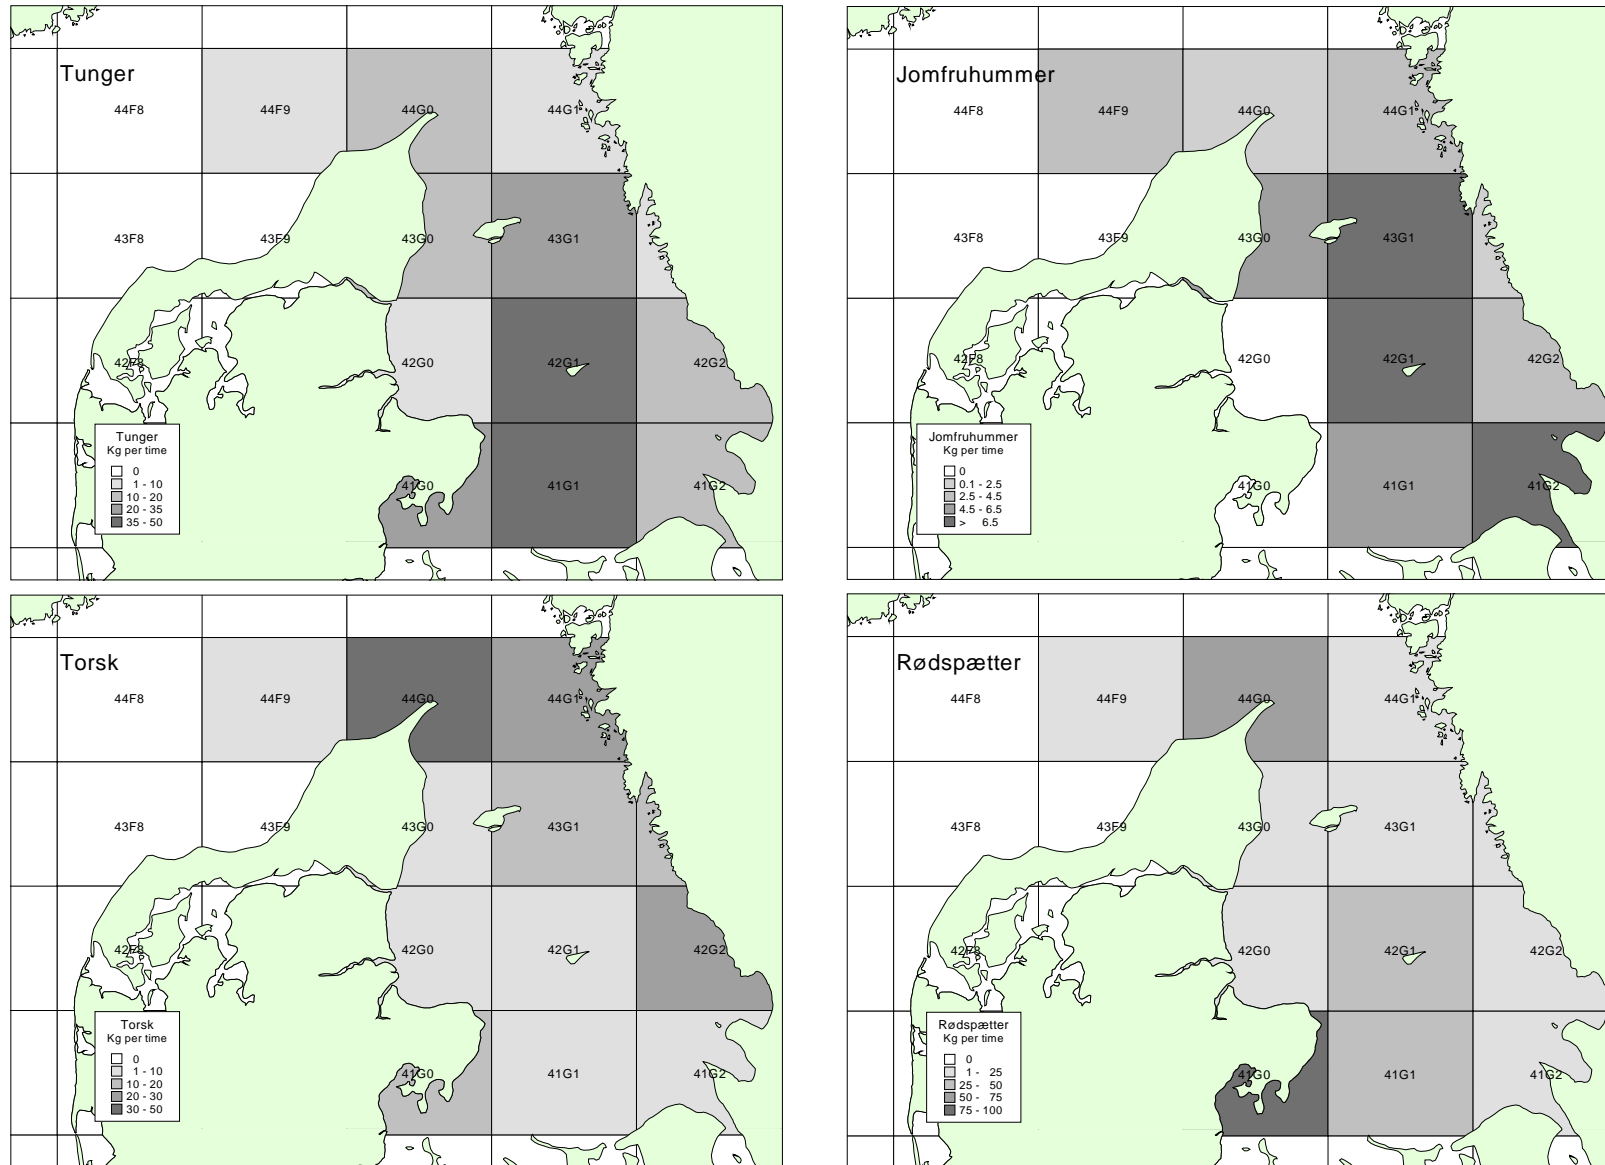 Tunger
44F8
44F9
44G0
44G1
43F8
43F9
43G0
43G1
42F8
42G0
42G1
42G2
41G0
41G1
41G2
Tunger
Kg per time
0
1 - 10
10 - 20
20 - 35
35 - 50
Jomfruhummer
44F8
44F9
44G0
44G1
43F8
43F9
43G0
43G1
42F8
42G0
42G1
42G2
41G0
41G1
41G2
Jomfruhummer
Kg per time
0
0.1 - 2.5
2.5 - 4.5
4.5 - 6.5
> 6.5
Torsk
44F8
44F9
44G0
44G1
43F8
43F9
43G0
43G1
42F8
42G0
42G1
42G2
41G0
41G1
41G2
Torsk
Kg per time
0
1 - 10
10 - 20
20 - 30
30 - 50
Rødspætter
44F8
44F9
44G0
44G1
43F8
43F9
43G0
43G1
42F8
42G0
42G1
42G2
41G0
41G1
41G2
Rødspætter
Kg per time
0
1 - 25
25 - 50
50 - 75
75 - 100